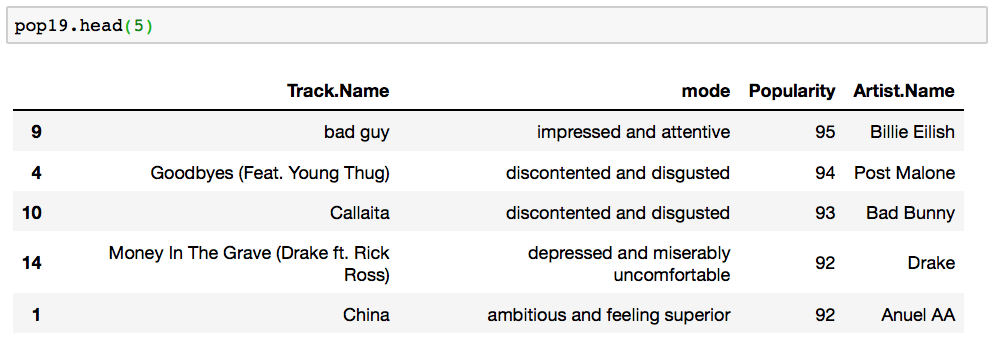 pop19.head(5)
Track.Name mode Popularity Artist.Name
9 bad guy impressed and attentive 95 Billie Eilish
4 Goodbyes (Feat. Young Thug) discontented and disgusted 94 Post Malone
10 Callaita discontented and disgusted 93 Bad Bunny
14 Money In The Grave (Drake ft. Rick Ross) depressed and miserably uncomfortable 92 Drake
1 China ambitious and feeling superior 92 Anuel AA